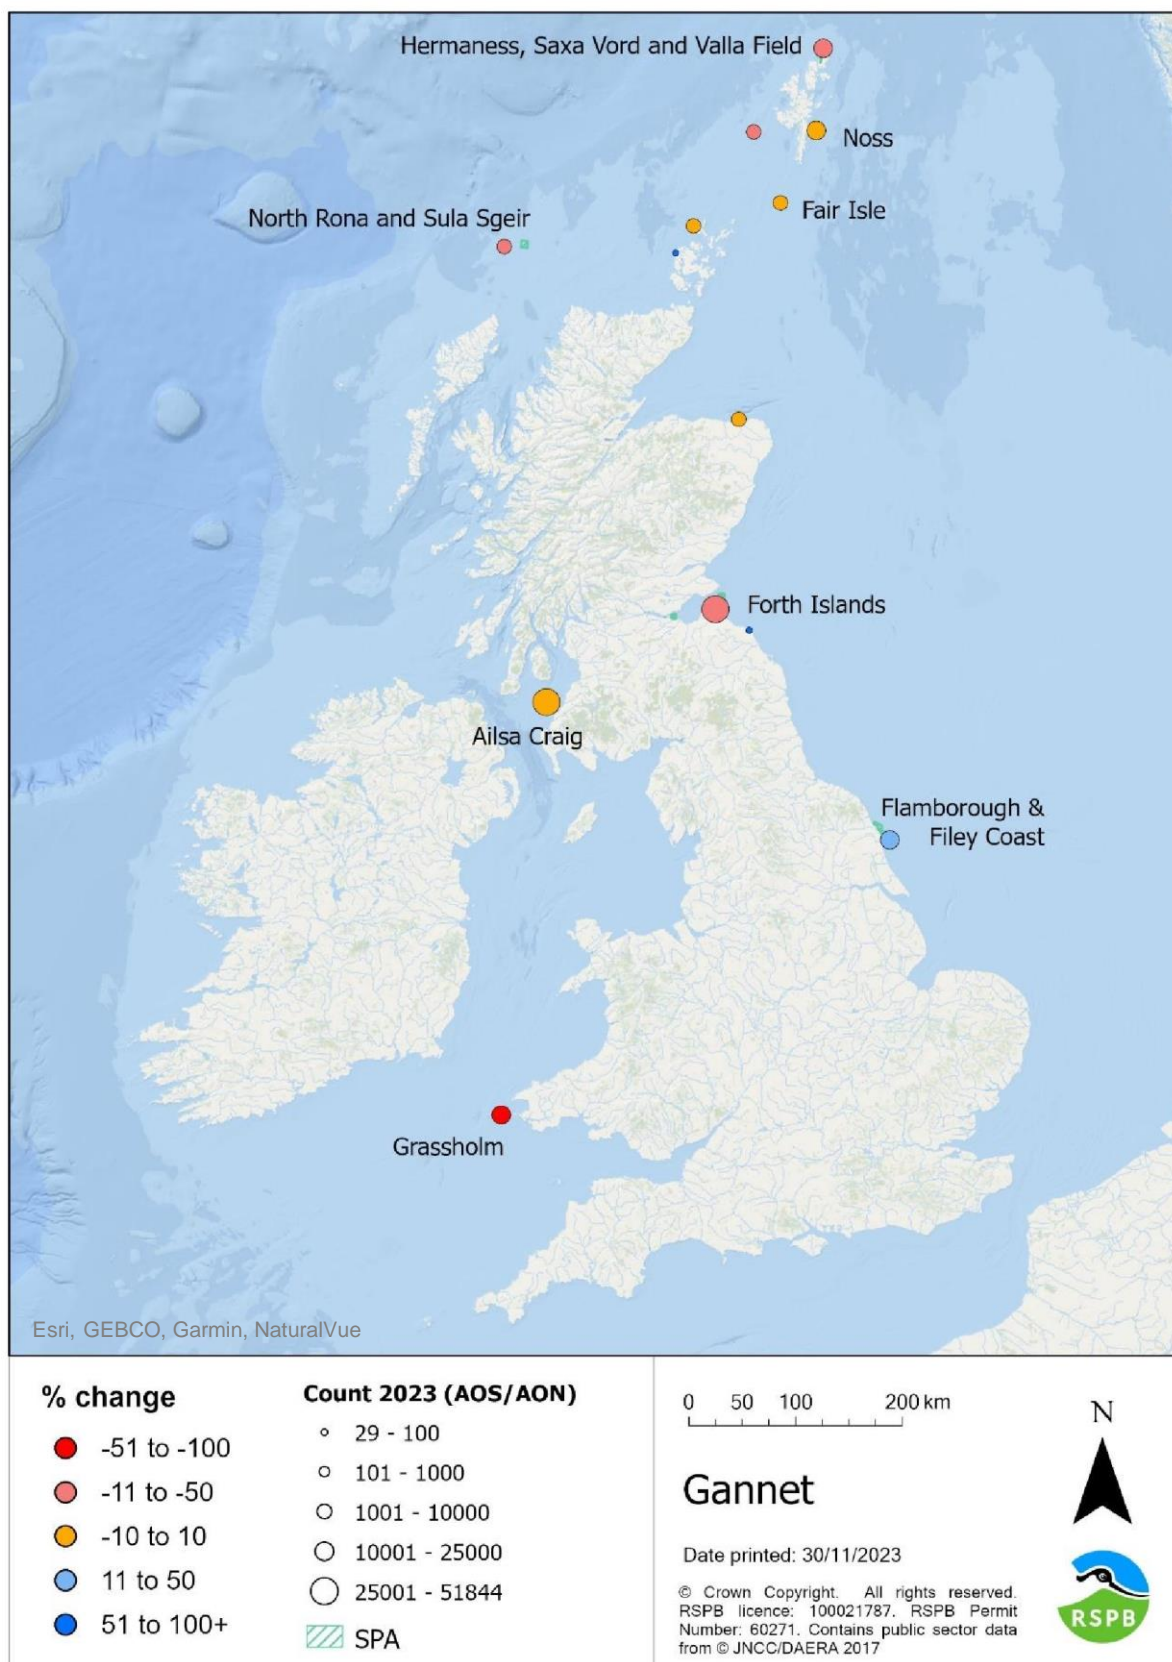 Hermaness, Saxa Vord and Valla Field
Noss
Fair Isle
North Rona and Sula Sgeir
Forth Islands
Ailsa Craig
Flamborough &
Filey Coast
Grassholm
Esri, GEBCO, Garmin, NaturalVue
% change
-51 to -100
-11 to -50
-10 to 10
11 to 50
51 to 100+
Count 2023 (AOS/AON)
29 - 100
101 - 1000
1001 - 10000
10001 - 25000
25001 - 51844
SPA
0 50 100 200 km
N
Gannet
Date printed: 30/11/2023
© Crown Copyright. All rights reserved.
RSPB licence: 100021787. RSPB Permit
Number: 60271. Contains public sector data
from © JNCC/DAERA 2017
RSPB